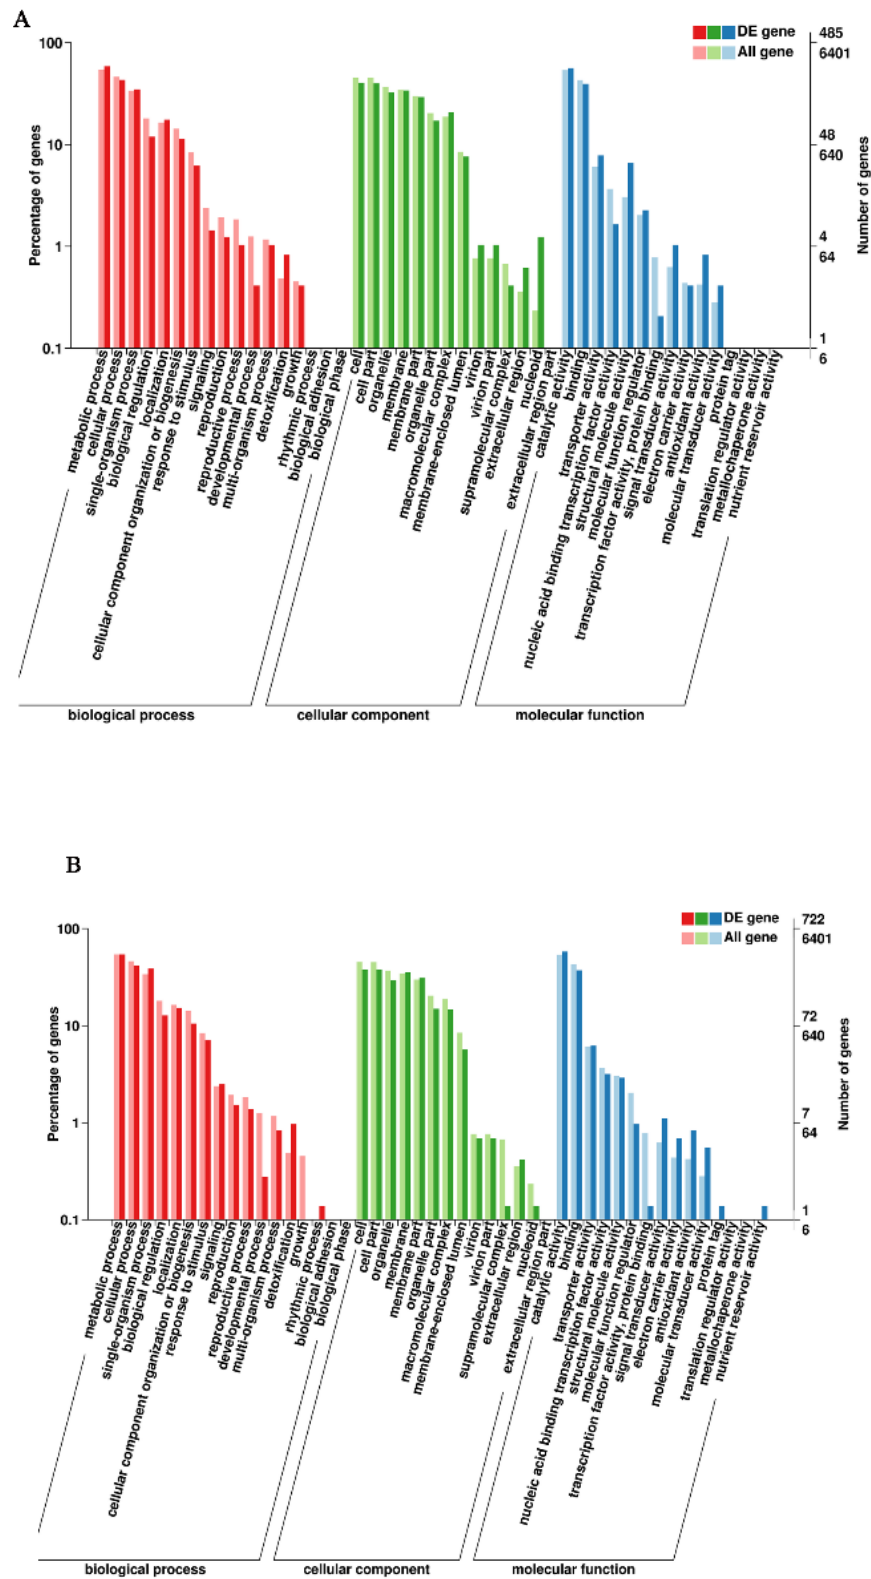 A
DE gene
All gene
485
6401
100
10
1
0.1
Percentage of genes
48
640
4
64
1
6
Number of genes
metabolic process
cellular process
single-organism process
biological regulation
localization
cellular component organization or biogenesis
response to stimulus
signaling
reproduction
reproductive process
developmental process
multi-organism process
detoxification
growth
rhythmic process
biological adhesion
biological phase
cell
cell part
organelle
membrane
membrane part
organelle part
macromolecular complex
membrane-enclosed lumen
virion
virion part
supramolecular complex
extracellular region
nucleoid
extracellular region part
catalytic activity
binding
transporter activity
nucleic acid binding transcription factor activity
structural molecule activity
molecular function regulator
transcription factor activity, protein binding
signal transducer activity
electron carrier activity
antioxidant activity
molecular transducer activity
protein tag
translation regulator activity
metallochaperone activity
nutrient reservoir activity
biological process
cellular component
molecular function
B
DE gene
All gene
722
6401
100
10
1
0.1
Percentage of genes
72
640
7
64
1
6
Number of genes
metabolic process
cellular process
single-organism process
biological regulation
localization
cellular component organization or biogenesis
response to stimulus
signaling
reproduction
reproductive process
developmental process
multi-organism process
detoxification
growth
rhythmic process
biological adhesion
biological phase
cell
cell part
organelle
membrane
membrane part
organelle part
macromolecular complex
membrane-enclosed lumen
virion
virion part
supramolecular complex
extracellular region
nucleoid
extracellular region part
catalytic activity
binding
transporter activity
nucleic acid binding transcription factor activity
structural molecule activity
molecular function regulator
transcription factor activity, protein binding
signal transducer activity
electron carrier activity
antioxidant activity
molecular transducer activity
protein tag
translation regulator activity
metallochaperone activity
nutrient reservoir activity
biological process
cellular component
molecular function